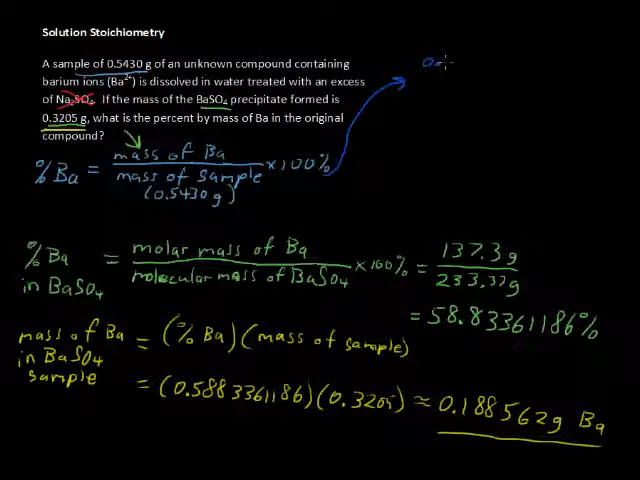 Solution Stoichiometry
A sample of 0.5430 g of an unknown compound containing
barium ions (Ba²⁺) is dissolved in water treated with an excess
of Na₂SO₄. If the mass of the BaSO₄ precipitate formed is
0.3205 g, what is the percent by mass of Ba in the original
compound?
0.
% Ba = mass of Ba / mass of sample × 100%
(0.5430 g)
% Ba in BaSO₄ = molar mass of Ba / molecular mass of BaSO₄ × 100% = 137.3 g / 233.37 g
= 58.83361186%
mass of Ba in BaSO₄ sample = (% Ba)(mass of sample)
= (0.5883361186)(0.3205) ≈ 0.188562 g Ba